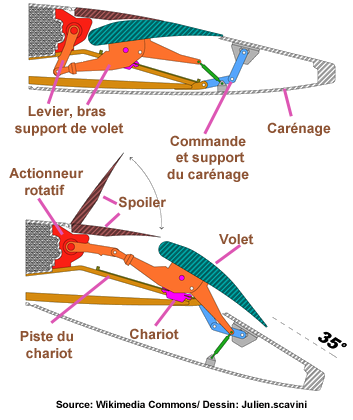 Levier, bras
support de volet
Commande
et support
du carénage
Carénage
Actionneur
rotatif
Spoiler
Volet
Piste du
chariot
Chariot
35°
Source: Wikimedia Commons/ Dessin: Julien.scavini